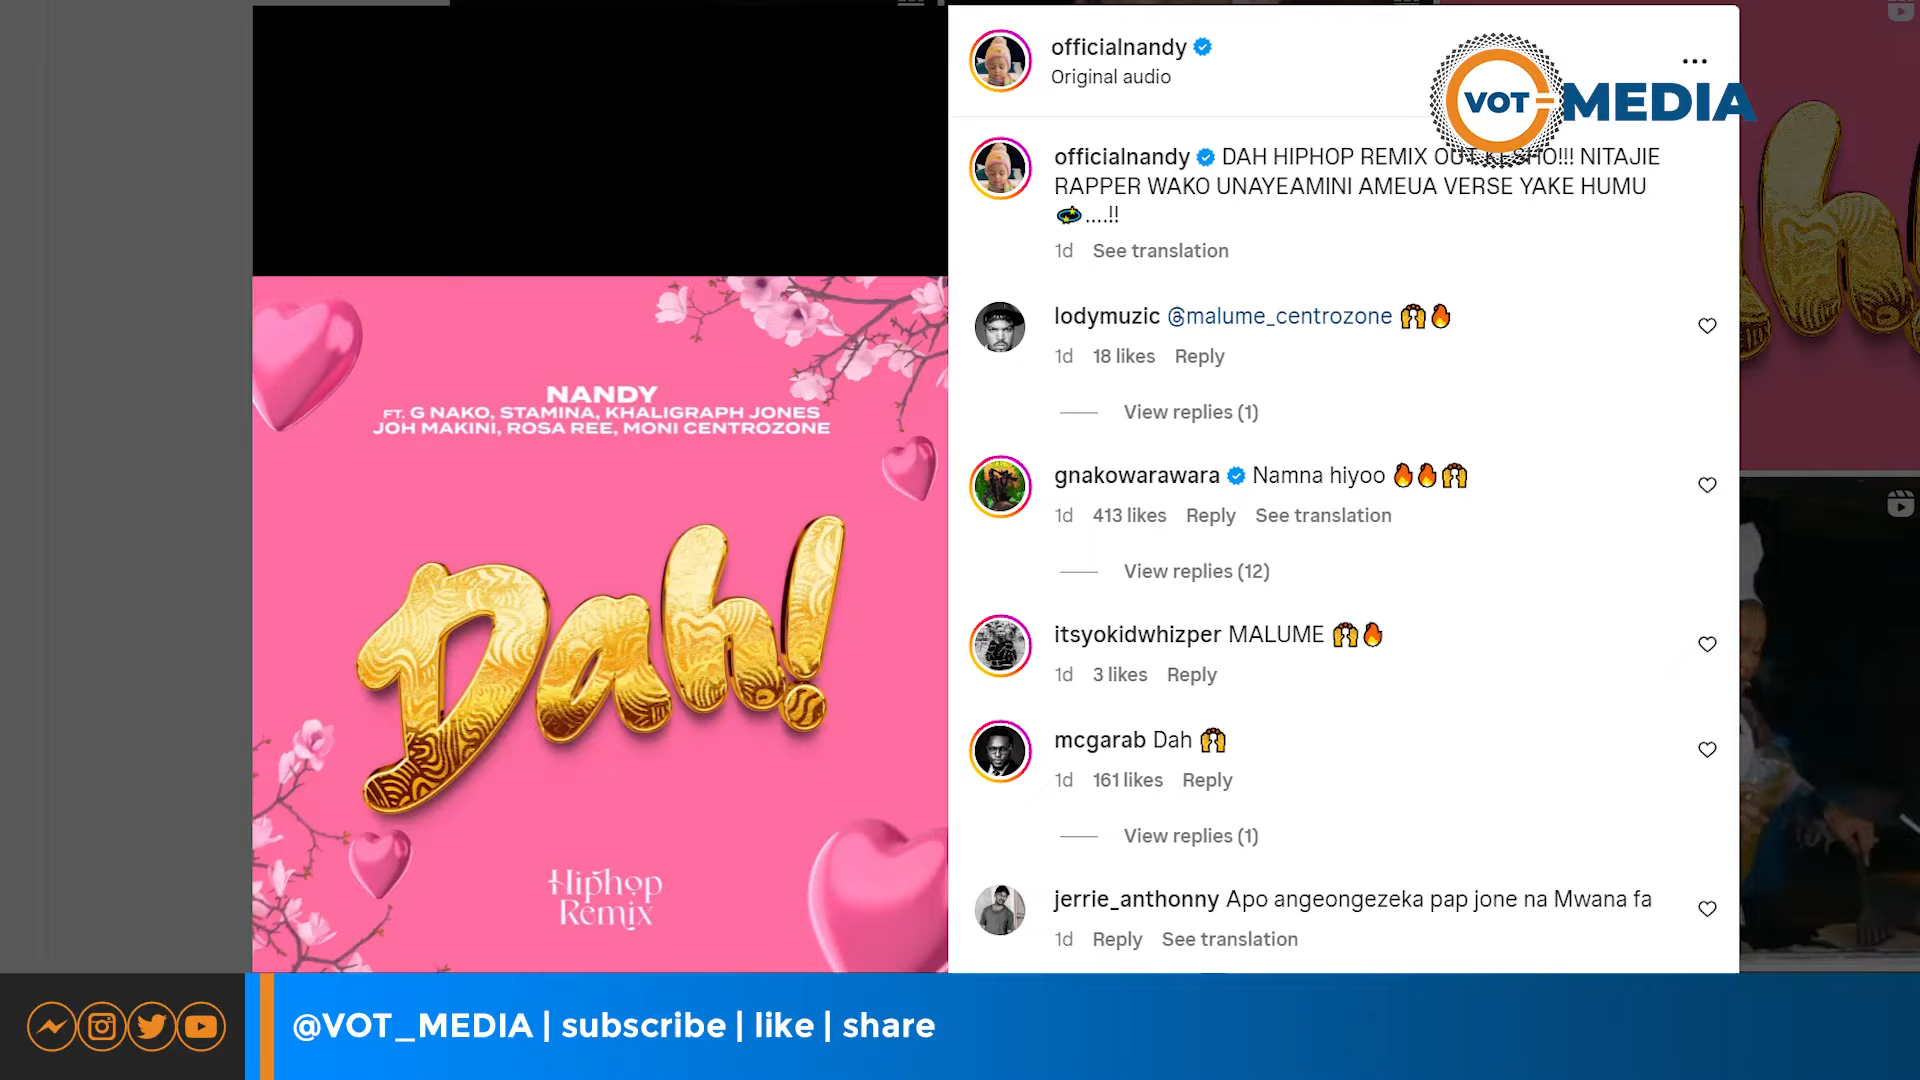 officialnandy
Original audio
VOT MEDIA
officialnandy DAH HIPHOP REMIX OUT KESHO!!! NITAJIE
RAPPER WAKO UNAYEAMINI AMEUA VERSE YAKE HUMU
💫....!!
1d See translation
lodymuzic @malume_centrozone 🙌🔥
1d 18 likes Reply
View replies (1)
gnakowarawara Namna hiyoo 🔥🔥🙌
1d 413 likes Reply See translation
View replies (12)
itsyokidwhizper MALUME 🙌🔥
1d 3 likes Reply
mcgarab Dah 🙌
1d 161 likes Reply
View replies (1)
jerrie_anthonny Apo angeongezeka pap jone na Mwana fa
1d Reply See translation
NANDY
FT. G NAKO, STAMINA, KHALIGRAPH JONES
JOH MAKINI, ROSA REE, MONI CENTROZONE
Dah!
Hiphop
Remix
@VOT_MEDIA | subscribe | like | share